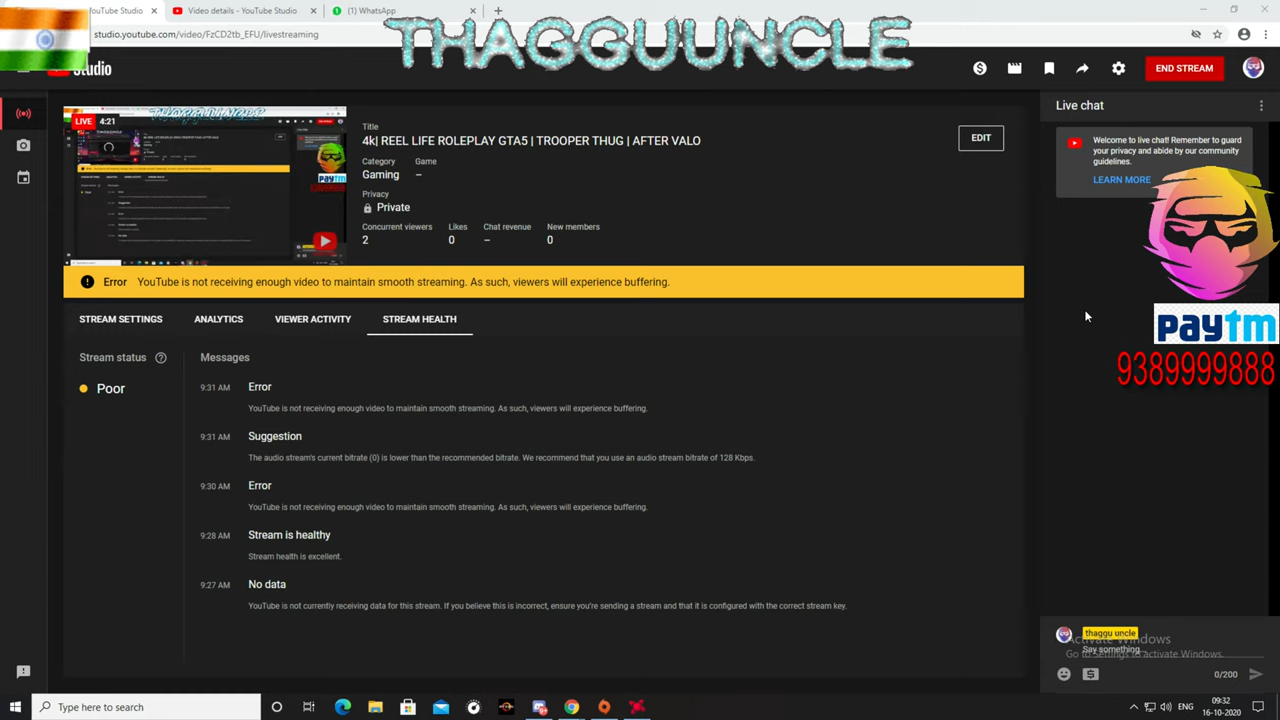 YouTube Studio
Video details - YouTube Studio
(1) WhatsApp
studio.youtube.com/video/FzCD2tb_EFU/livestreaming
THAGGUUNCLE
Studio
END STREAM
LIVE 4:21
Title
4k| REEL LIFE ROLEPLAY GTA5 | TROOPER THUG | AFTER VALO
EDIT
Category Game
Gaming –
Privacy
Private
Concurrent viewers Likes Chat revenue New members
2 0 – 0
Error YouTube is not receiving enough video to maintain smooth streaming. As such, viewers will experience buffering.
STREAM SETTINGS ANALYTICS VIEWER ACTIVITY STREAM HEALTH
Stream status
Poor
Messages
9:31 AM Error
YouTube is not receiving enough video to maintain smooth streaming. As such, viewers will experience buffering.
9:31 AM Suggestion
The audio stream's current bitrate (0) is lower than the recommended bitrate. We recommend that you use an audio stream bitrate of 128 Kbps.
9:30 AM Error
YouTube is not receiving enough video to maintain smooth streaming. As such, viewers will experience buffering.
9:28 AM Stream is healthy
Stream health is excellent.
9:27 AM No data
YouTube is not currently receiving data for this stream. If you believe this is incorrect, ensure you're sending a stream and that it is configured with the correct stream key.
Live chat
Welcome to live chat! Remember to guard
your privacy and abide by our community
guidelines.
LEARN MORE
paytm
9389999888
thaggu uncle
Say something...
Activate Windows
Go to Settings to activate Windows.
0/200
Type here to search
ENG
09:32
16-10-2020